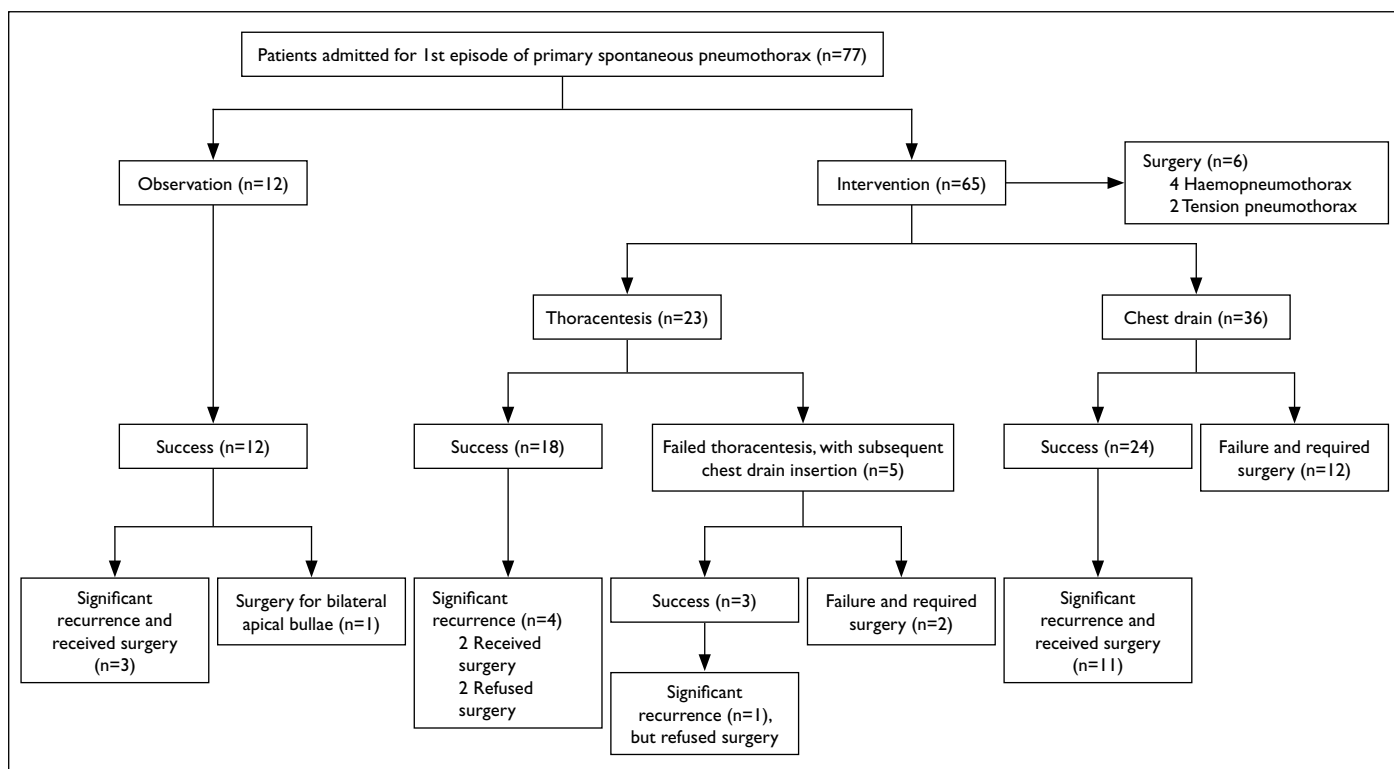 Patients admitted for 1st episode of primary spontaneous pneumothorax (n=77)
Observation (n=12)
Intervention (n=65)
Surgery (n=6)
4 Haemopneumothorax
2 Tension pneumothorax
Thoracentesis (n=23)
Chest drain (n=36)
Success (n=12)
Success (n=18)
Failed thoracentesis, with subsequent
chest drain insertion (n=5)
Success (n=24)
Failure and required
surgery (n=12)
Significant
recurrence and
received surgery
(n=3)
Surgery for bilateral
apical bullae (n=1)
Significant
recurrence (n=4)
2 Received
surgery
2 Refused
surgery
Success (n=3)
Failure and required
surgery (n=2)
Significant
recurrence and
received surgery
(n=11)
Significant
recurrence (n=1),
but refused surgery